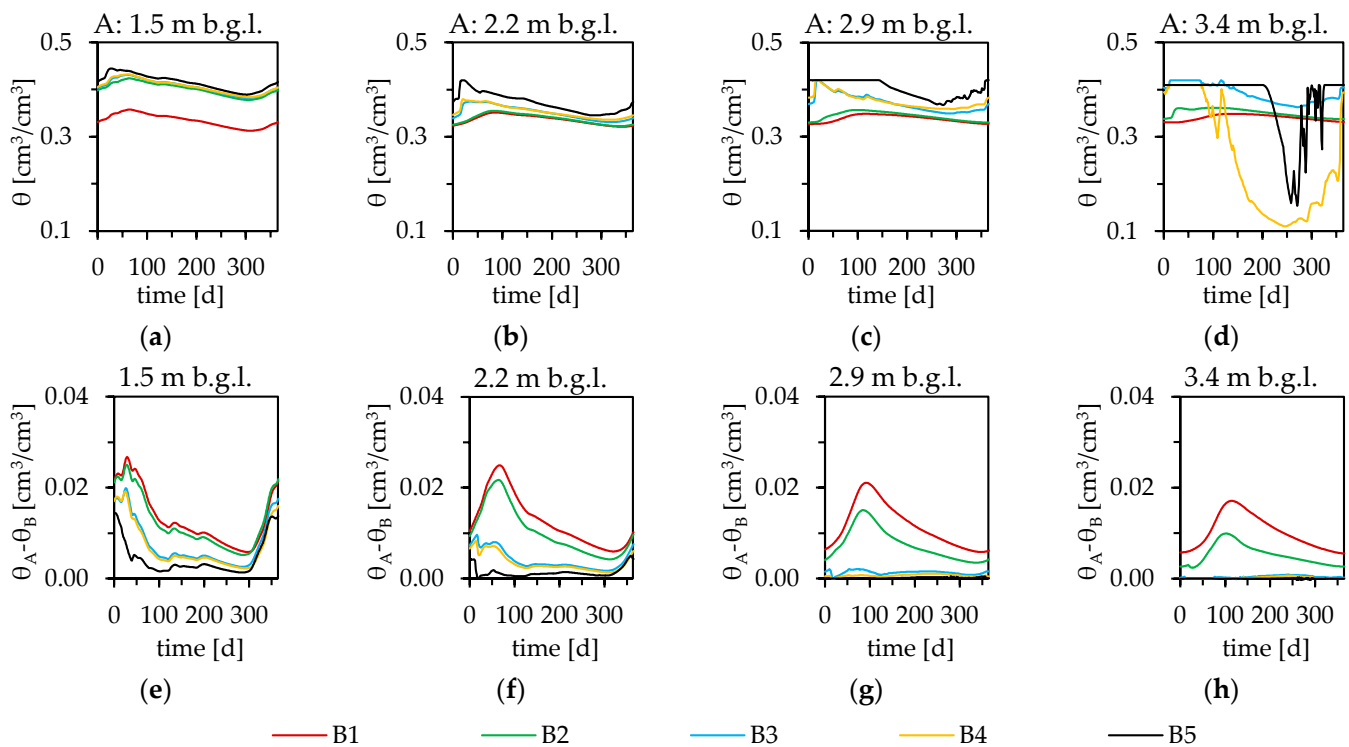 A: 1.5 m b.g.l. A: 2.2 m b.g.l. A: 2.9 m b.g.l. A: 3.4 m b.g.l.
0.5 0.5 0.5 0.5
θ [cm³/cm³] θ [cm³/cm³] θ [cm³/cm³] θ [cm³/cm³]
0.3 0.3 0.3 0.3
0.1 0.1 0.1 0.1
0 100 200 300 0 100 200 300 0 100 200 300 0 100 200 300
time [d] time [d] time [d] time [d]
(a) (b) (c) (d)
1.5 m b.g.l. 2.2 m b.g.l. 2.9 m b.g.l. 3.4 m b.g.l.
0.04 0.04 0.04 0.04
θA-θB [cm³/cm³] θA-θB [cm³/cm³] θA-θB [cm³/cm³] θA-θB [cm³/cm³]
0.02 0.02 0.02 0.02
0.00 0.00 0.00 0.00
0 100 200 300 0 100 200 300 0 100 200 300 0 100 200 300
time [d] time [d] time [d] time [d]
(e) (f) (g) (h)
B1 B2 B3 B4 B5